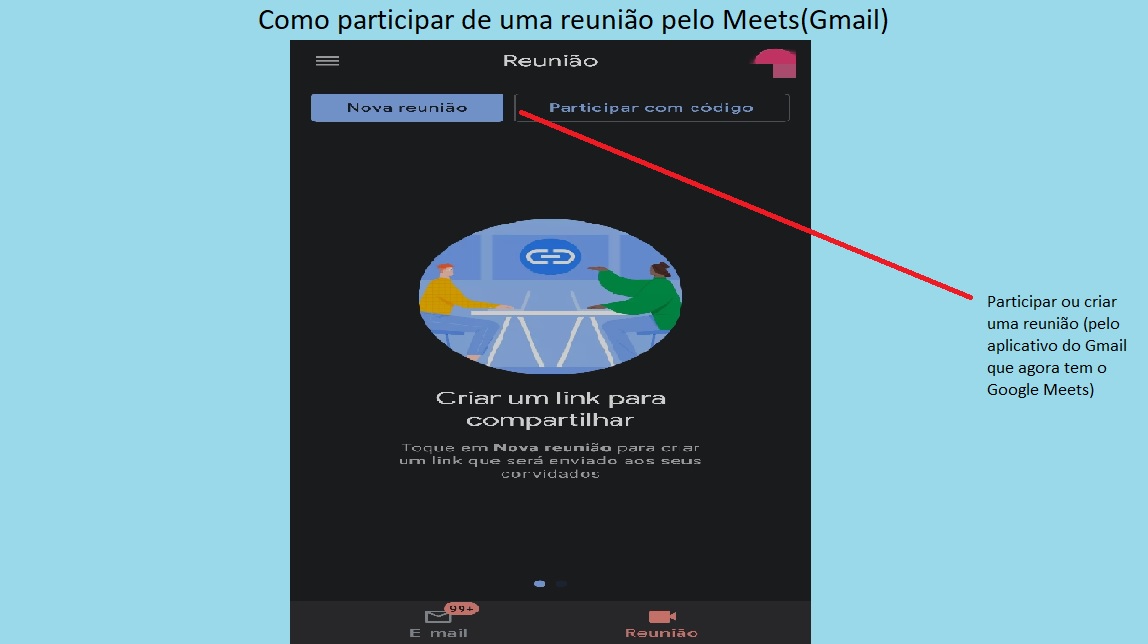 Como participar de uma reunião pelo Meets(Gmail)
Reunião
Nova reunião
Participar com código
Criar um link para
compartilhar
Toque em Nova reunião para criar
um link que será enviado aos seus
convidados
Participar ou criar
uma reunião (pelo
aplicativo do Gmail
que agora tem o
Google Meets)
99+
E mail
Reunião